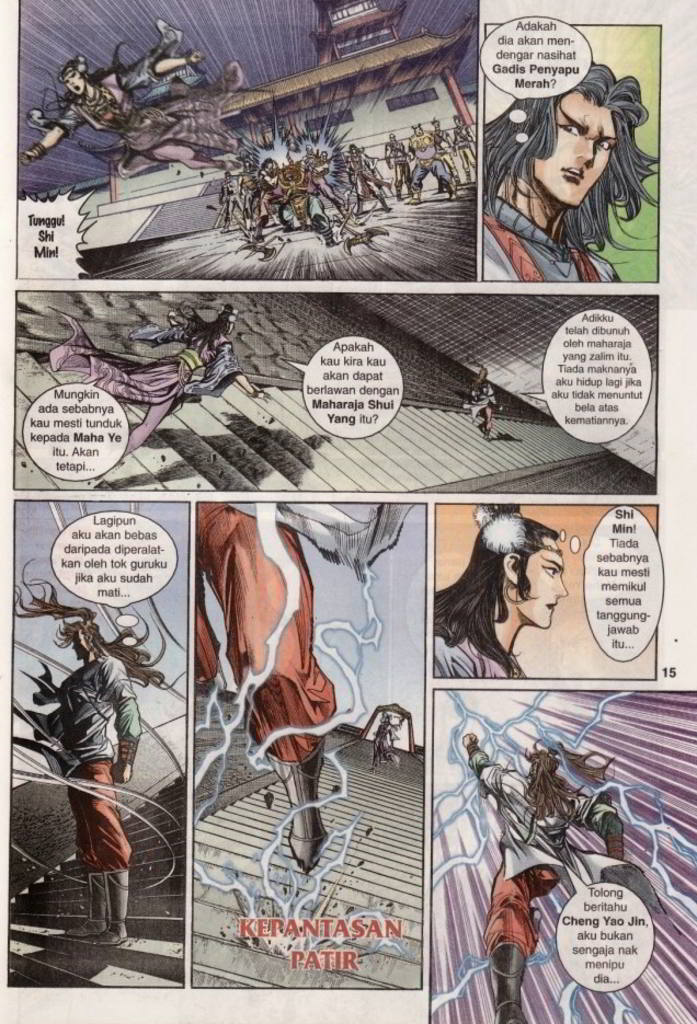 Tunggu!
Shi
Min!
Adakah
dia akan men-
dengar nasihat
Gadis Penyapu
Merah?
Mungkin
ada sebabnya
kau mesti tunduk
kepada Maha Ye
itu. Akan
tetapi...
Apakah
kau kira kau
akan dapat
berlawan dengan
Maharaja Shui
Yang itu?
Adikku
telah dibunuh
oleh maharaja
yang zalim itu.
Tiada maknanya
aku hidup lagi jika
aku tidak menuntut
bela atas
kematiannya.
Lagipun
aku akan bebas
daripada diperalat-
kan oleh tok guruku
jika aku sudah
mati...
KEPANTASAN
PATIR
Shi
Min!
Tiada
sebabnya
kau mesti
memikul
semua
tanggung-
jawab
itu...
15
Tolong
beritahu
Cheng Yao Jin,
aku bukan
sengaja nak
menipu
dia...